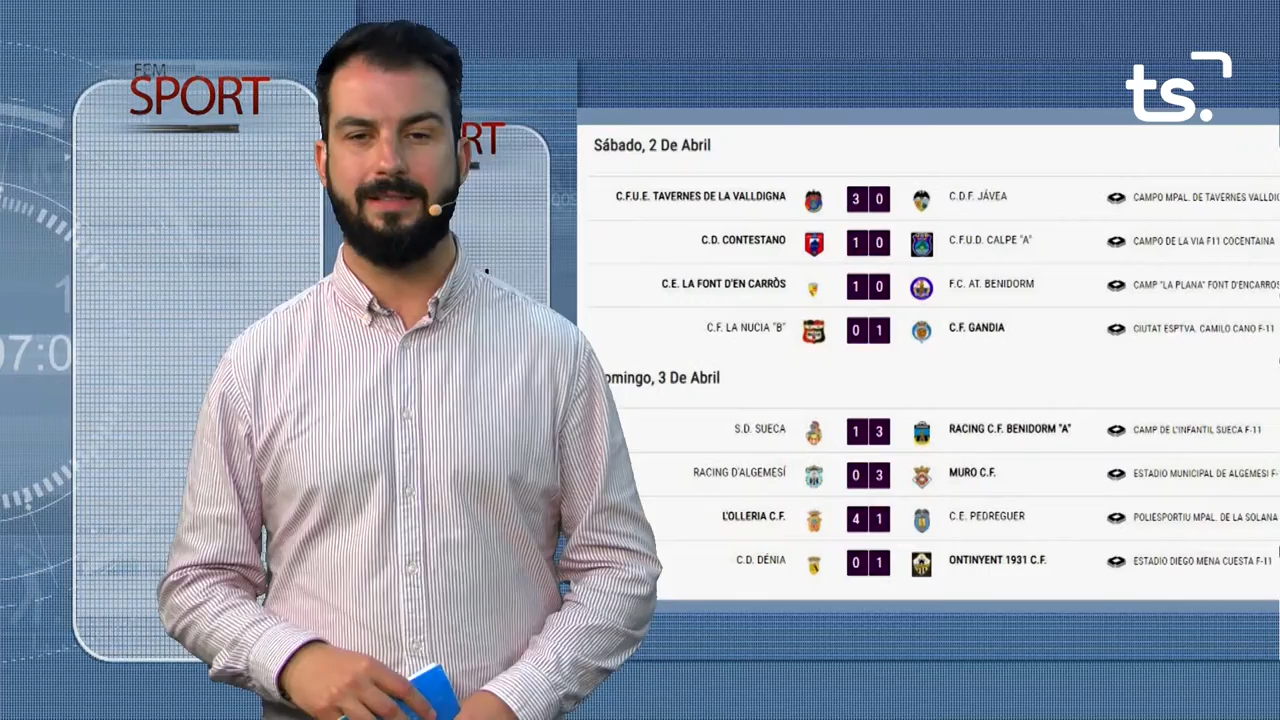 FEM
SPORT
RT
ts.
07:0
Sábado, 2 De Abril
C.F.U.E. TAVERNES DE LA VALLDIGNA 3 0 C.D.F. JÁVEA CAMPO MPAL. DE TAVERNES VALLDIG
C.D. CONTESTANO 1 0 C.F.U.D. CALPE "A" CAMPO DE LA VIA F11 COCENTAINA
C.E. LA FONT D'EN CARRÒS 1 0 F.C. AT. BENIDORM CAMP "LA PLANA" FONT D'ENCARROS
C.F. LA NUCIA "B" 0 1 C.F. GANDIA CIUTAT ESPTVA. CAMILO CANO F-11
omingo, 3 De Abril
S.D. SUECA 1 3 RACING C.F. BENIDORM "A" CAMP DE L'INFANTIL SUECA F-11
RACING D'ALGEMESÍ 0 3 MURO C.F. ESTADIO MUNICIPAL DE ALGEMESI F-
L'OLLERIA C.F. 4 1 C.E. PEDREGUER POLIESPORTIU MPAL. DE LA SOLANA
C.D. DÉNIA 0 1 ONTINYENT 1931 C.F. ESTADIO DIEGO MENA CUESTA F-11